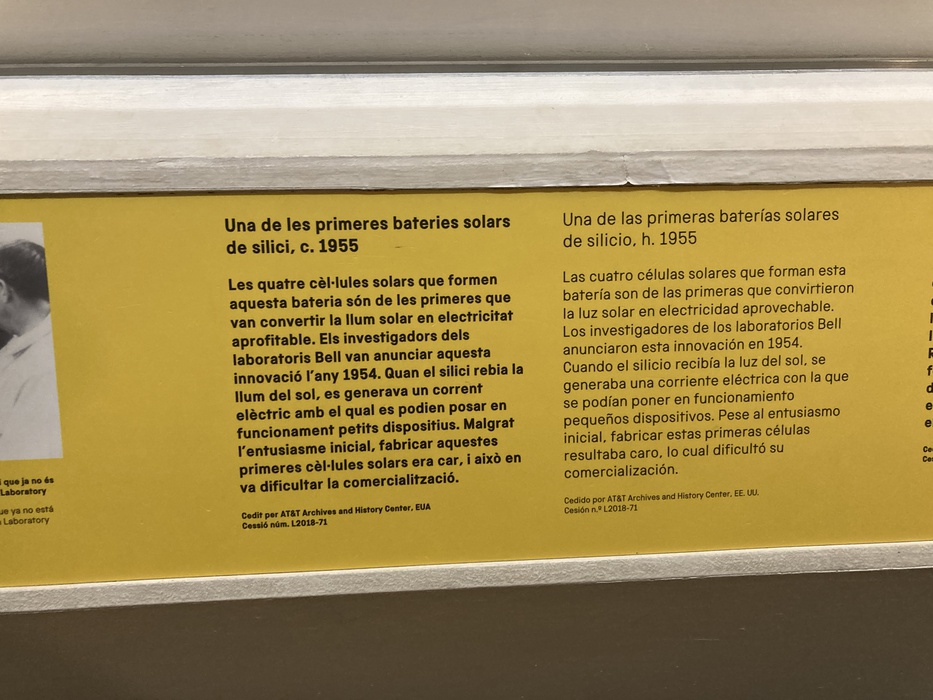 i que ja no és
Laboratory
ue ya no está
n Laboratory
Una de les primeres bateries solars
de silici, c. 1955
Les quatre cèl·lules solars que formen
aquesta bateria són de les primeres que
van convertir la llum solar en electricitat
aprofitable. Els investigadors dels
laboratoris Bell van anunciar aquesta
innovació l'any 1954. Quan el silici rebia la
llum del sol, es generava un corrent
elèctric amb el qual es podien posar en
funcionament petits dispositius. Malgrat
l'entusiasme inicial, fabricar aquestes
primeres cèl·lules solars era car, i això en
va dificultar la comercialització.
Cedit per AT&T Archives and History Center, EUA
Cessió núm. L2018-71
Una de las primeras baterías solares
de silicio, h. 1955
Las cuatro células solares que forman esta
batería son de las primeras que convirtieron
la luz solar en electricidad aprovechable.
Los investigadores de los laboratorios Bell
anunciaron esta innovación en 1954.
Cuando el silicio recibía la luz del sol, se
generaba una corriente eléctrica con la que
se podían poner en funcionamiento
pequeños dispositivos. Pese al entusiasmo
inicial, fabricar estas primeras células
resultaba caro, lo cual dificultó su
comercialización.
Cedido por AT&T Archives and History Center, EE. UU.
Cesión n.º L2018-71